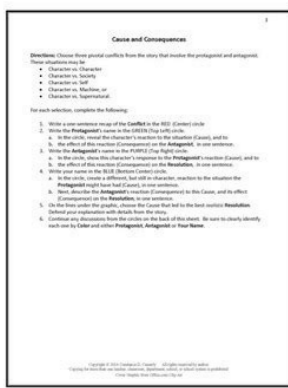 1
Cause and Consequences
Directions: Choose three pivotal conflicts from the story that involve the protagonist and antagonist.
These situations may be
• Character vs. Character
• Character vs. Society
• Character vs. Self
• Character vs. Machine, or
• Character vs. Supernatural
For each selection, complete the following:
1. Write a one sentence recap of the Conflict in the RED (Center) circle
2. Write the Protagonist's name in the GREEN (Top Left) circle.
a. In the circle, reveal the character's reaction to the situation (Cause), and to
b. the effect of this reaction (Consequence) on the Antagonist, in one sentence.
3. Write the Antagonist's name in the PURPLE (Top Right) circle.
a. In the circle, show this character's response to the Protagonist's reaction (Cause), and to
b. the effect of this reaction (Consequence) on the Resolution, in one sentence.
4. Write your name in the BLUE (Bottom Center) circle.
a. In the circle, create a different, but still in character, reaction to the situation the
Protagonist might have had (Cause), in one sentence.
b. Next, describe the Antagonist's reaction (Consequence) to this Cause, and its effect
(Consequence) on the Resolution, in one sentence.
5. On the lines under the graphic, choose the Cause that led to the best Resolution
Defend your explanation with details from the story.
6. Continue any discussions from the circles on the back of this sheet. Be sure to clearly identify
each one by Color and either Protagonist, Antagonist or Your Name.